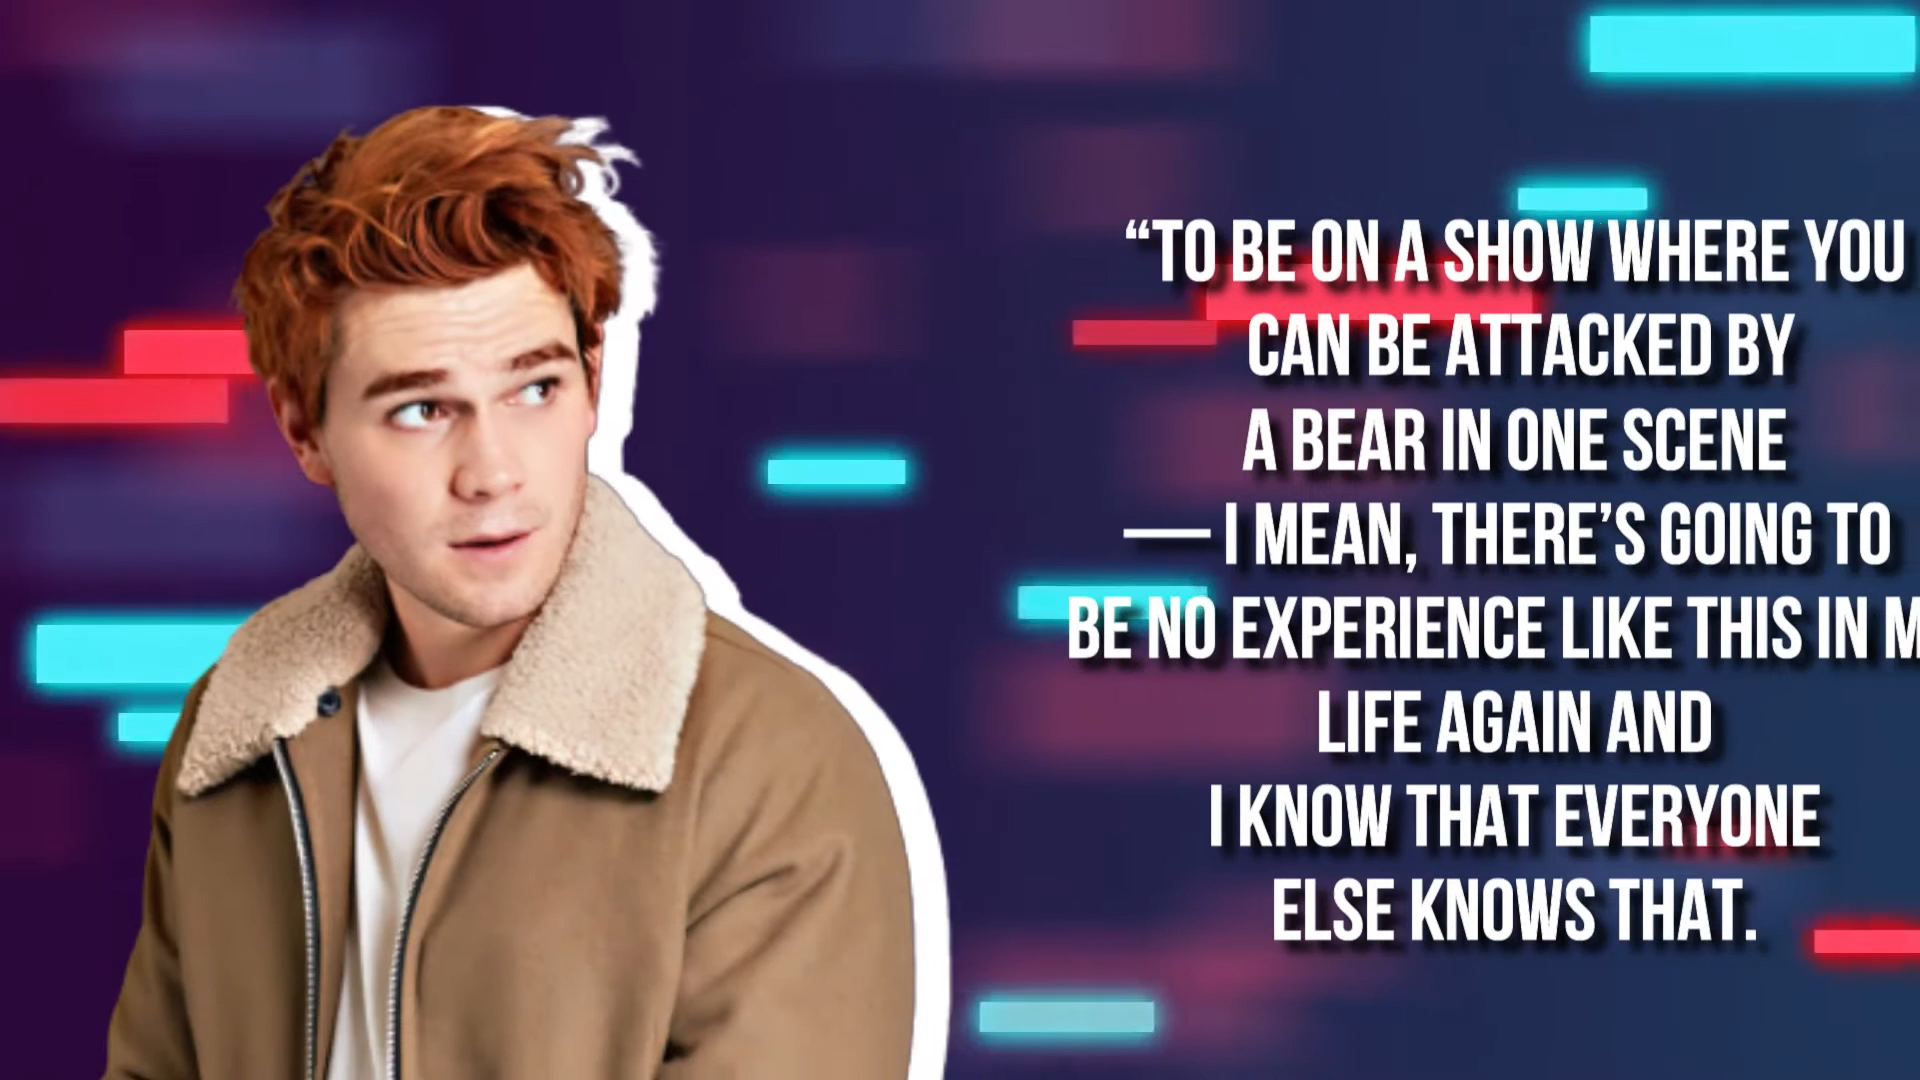 “TO BE ON A SHOW WHERE YOU
CAN BE ATTACKED BY
A BEAR IN ONE SCENE
— I MEAN, THERE’S GOING TO
BE NO EXPERIENCE LIKE THIS IN
LIFE AGAIN AND
I KNOW THAT EVERYONE
ELSE KNOWS THAT.